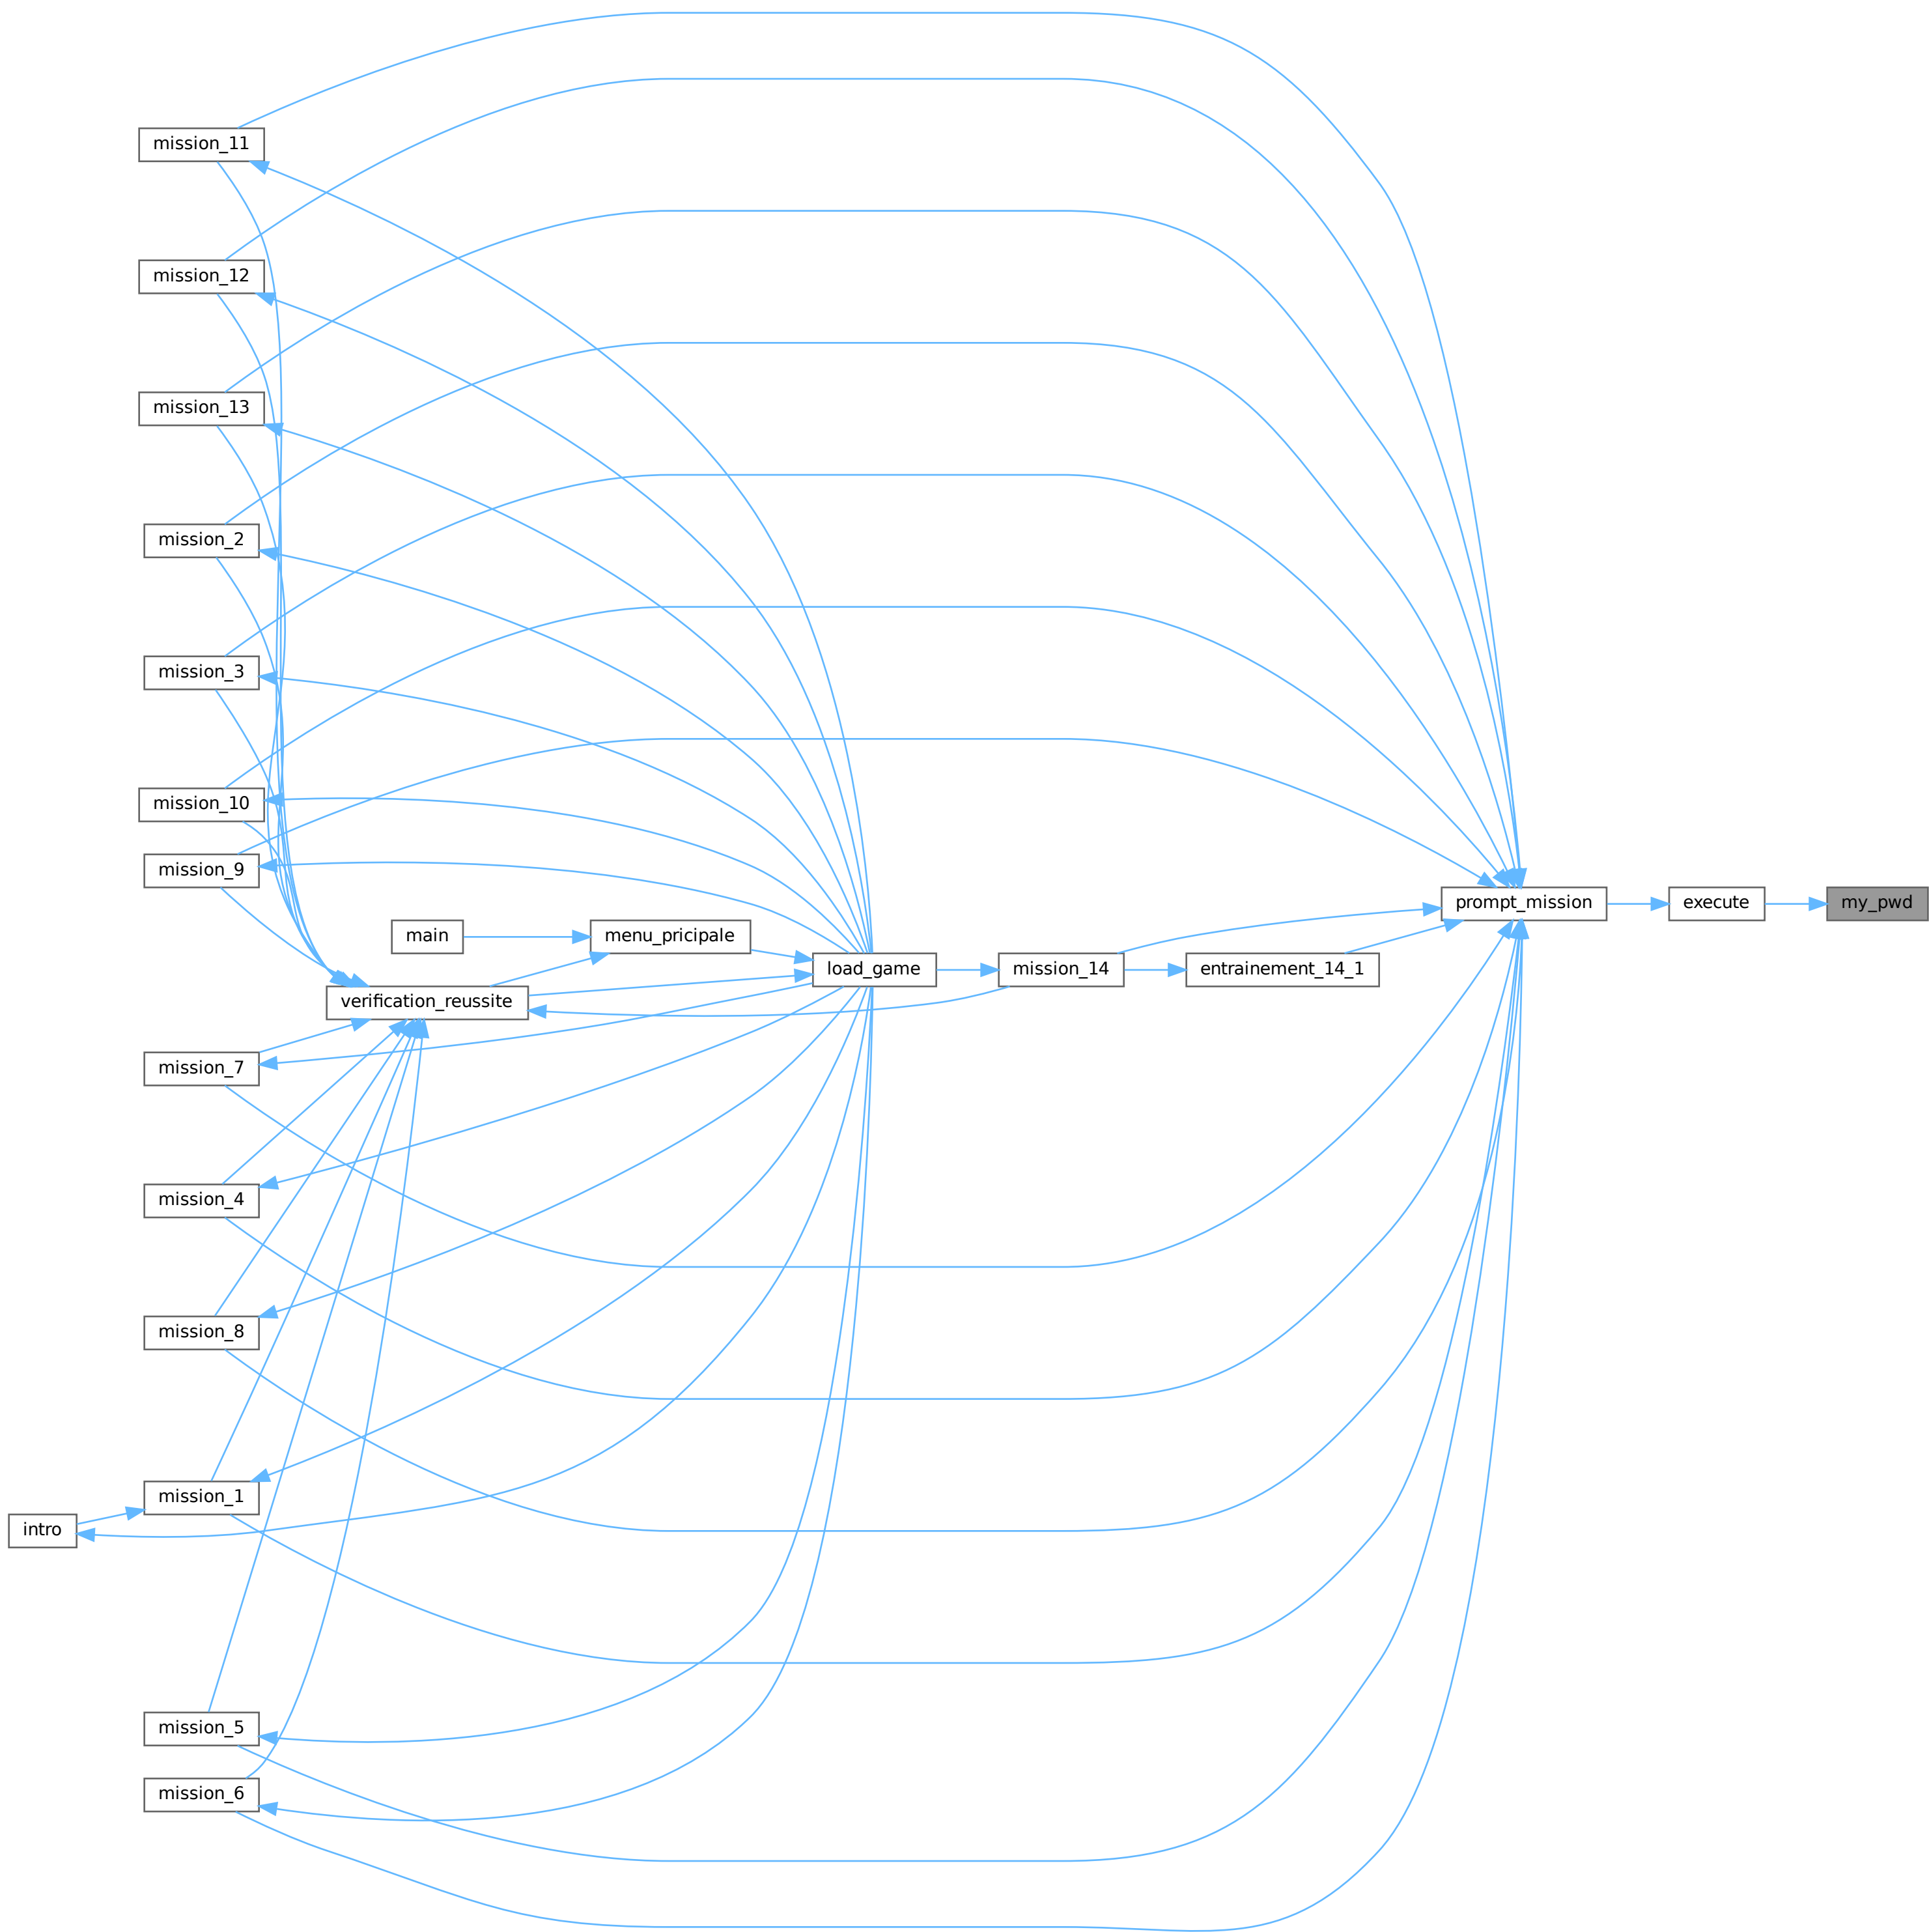 mission_11
mission_12
mission_13
mission_2
mission_3
mission_10
mission_9
prompt_mission
execute
my_pwd
main
menu_pricipale
load_game
mission_14
entrainement_14_1
verification_reussite
mission_7
mission_4
mission_8
mission_1
intro
mission_5
mission_6